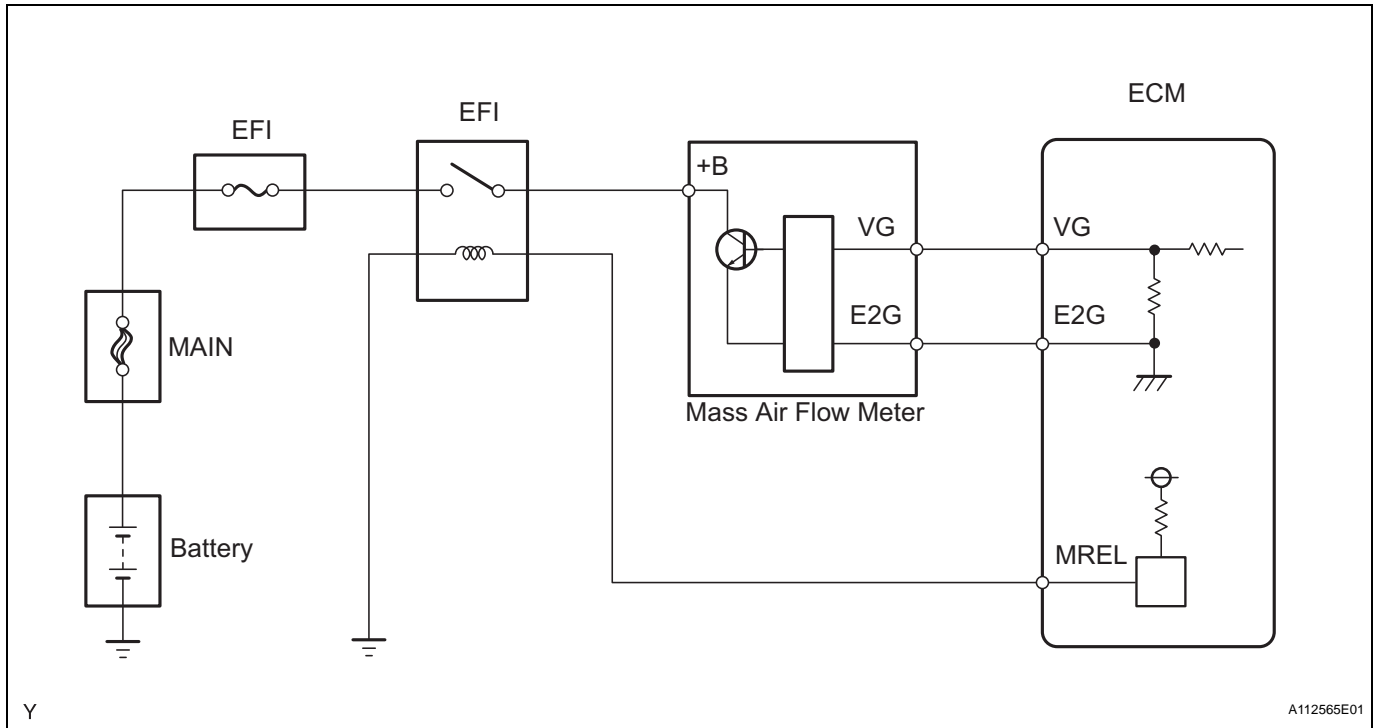 ECM
EFI
EFI
+B
VG
VG
E2G
E2G
MAIN
Mass Air Flow Meter
Battery
MREL
Y
A112565E01